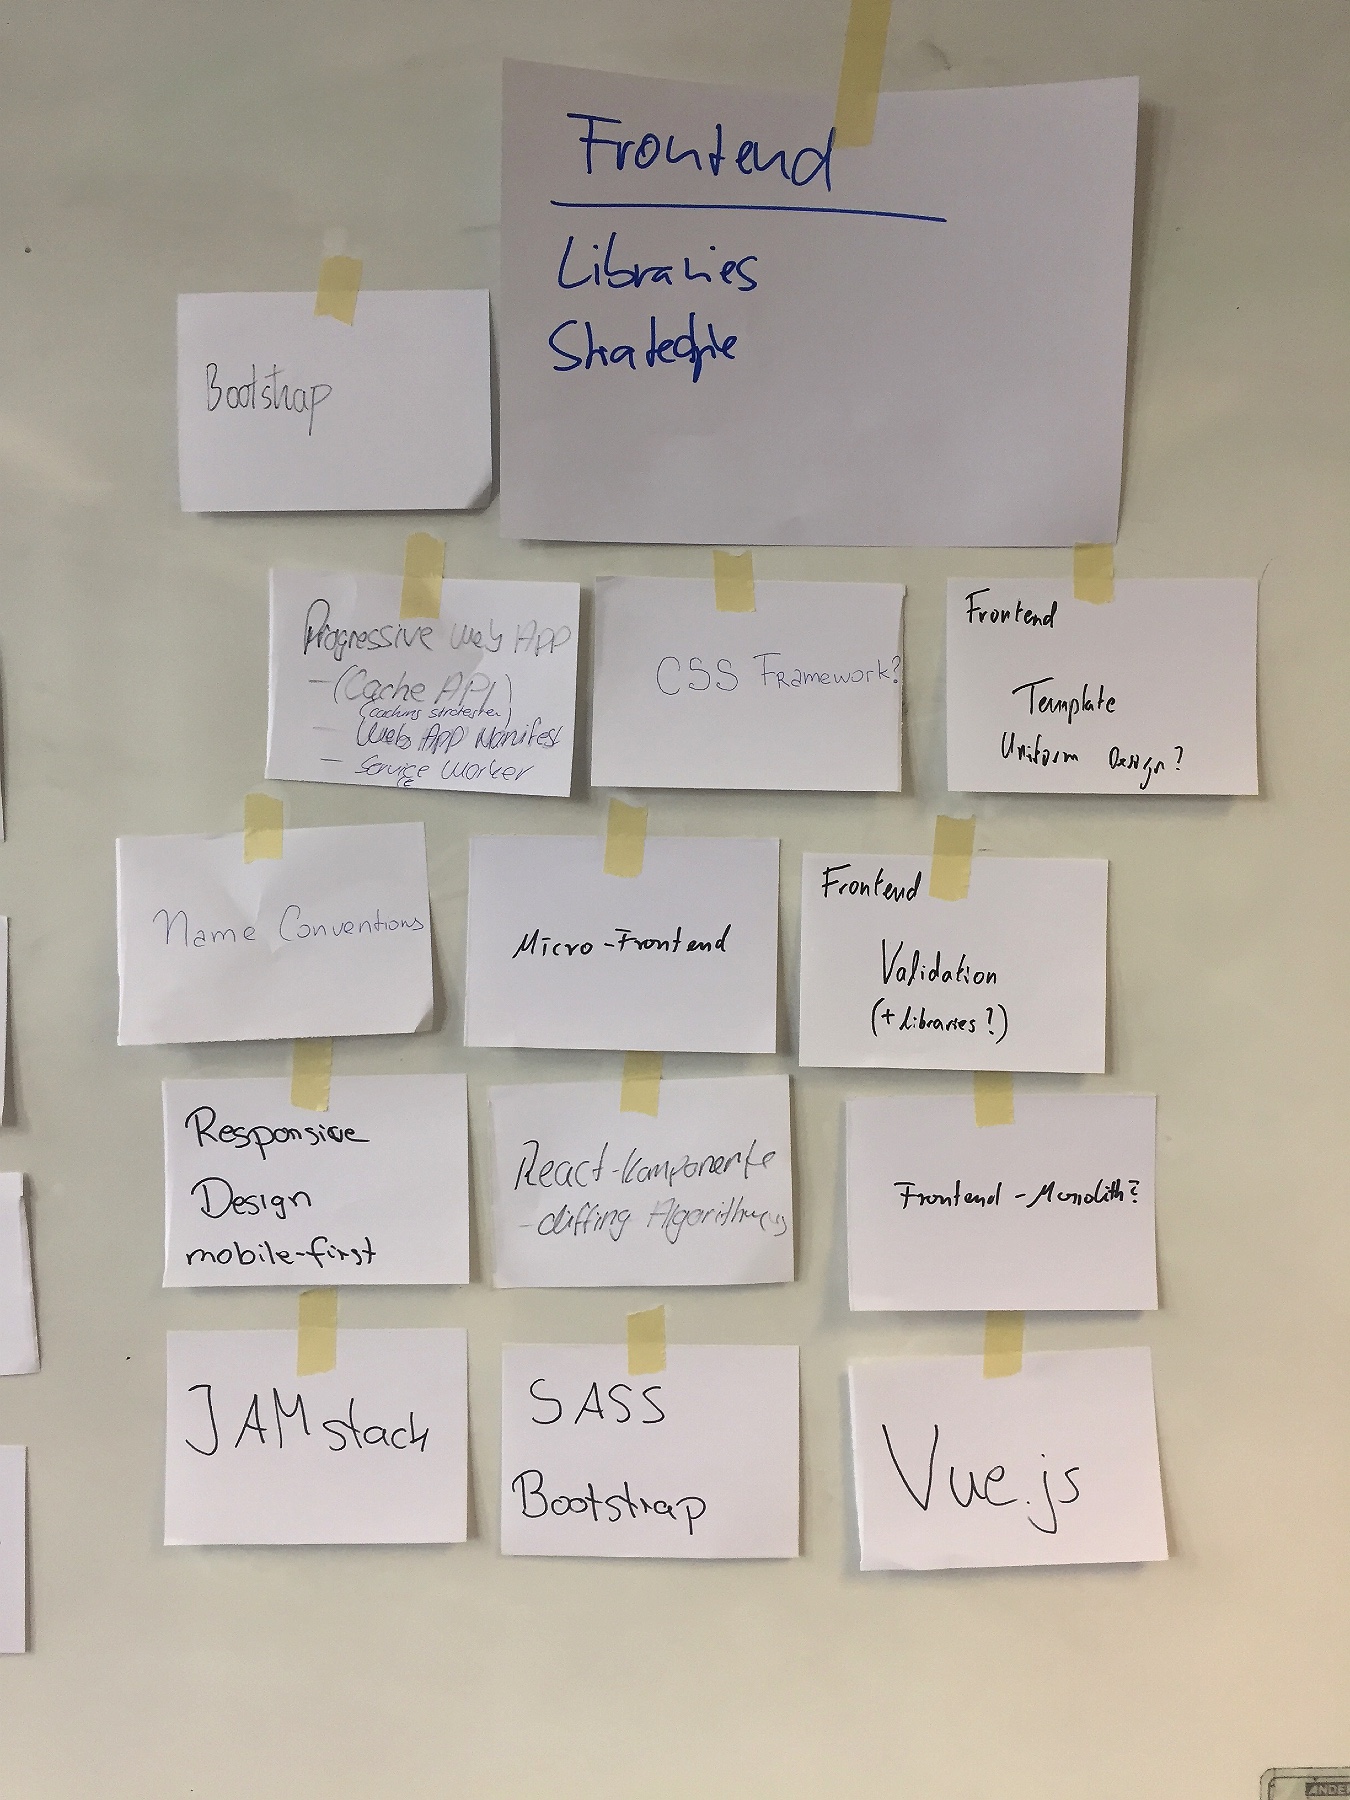 Frontend
Libraries
Strategie
Bootstrap
Progressive Web App
- (Cache API)
(caching strategien)
- Web App Manifest
- Service Worker
CSS Framework?
Frontend
Template
Uniform Design?
Name Conventions
Micro-Frontend
Frontend
Validation
(+ libraries?)
Responsive
Design
mobile-first
React-Komponente
- diffing Algorithmus
Frontend - Monolith?
JAMstack
SASS
Bootstrap
Vue.js